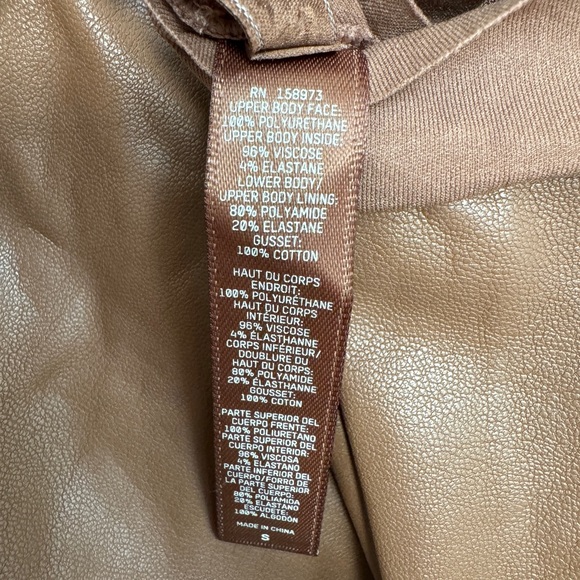 RN 158973
UPPER BODY FACE:
100% POLYURETHANE
UPPER BODY INSIDE:
96% VISCOSE
4% ELASTANE
LOWER BODY/
UPPER BODY LINING:
80% POLYAMIDE
20% ELASTANE
GUSSET:
100% COTTON
HAUT DU CORPS
ENDROIT:
100% POLYURÉTHANE
HAUT DU CORPS
INTÉRIEUR:
96% VISCOSE
4% ÉLASTHANNE
CORPS INFÉRIEUR/
DOUBLURE DU
HAUT DU CORPS:
80% POLYAMIDE
20% ÉLASTHANNE
GOUSSET:
100% COTON
PARTE SUPERIOR DEL
CUERPO FRENTE:
100% POLIURETANO
PARTE SUPERIOR DEL
CUERPO INTERIOR:
96% VISCOSA
4% ELASTANO
PARTE INFERIOR DEL
CUERPO/FORRO DE
LA PARTE SUPERIOR
DEL CUERPO:
80% POLIAMIDA
20% ELASTANO
ESCUDETE:
100% ALGODÓN
MADE IN CHINA
S